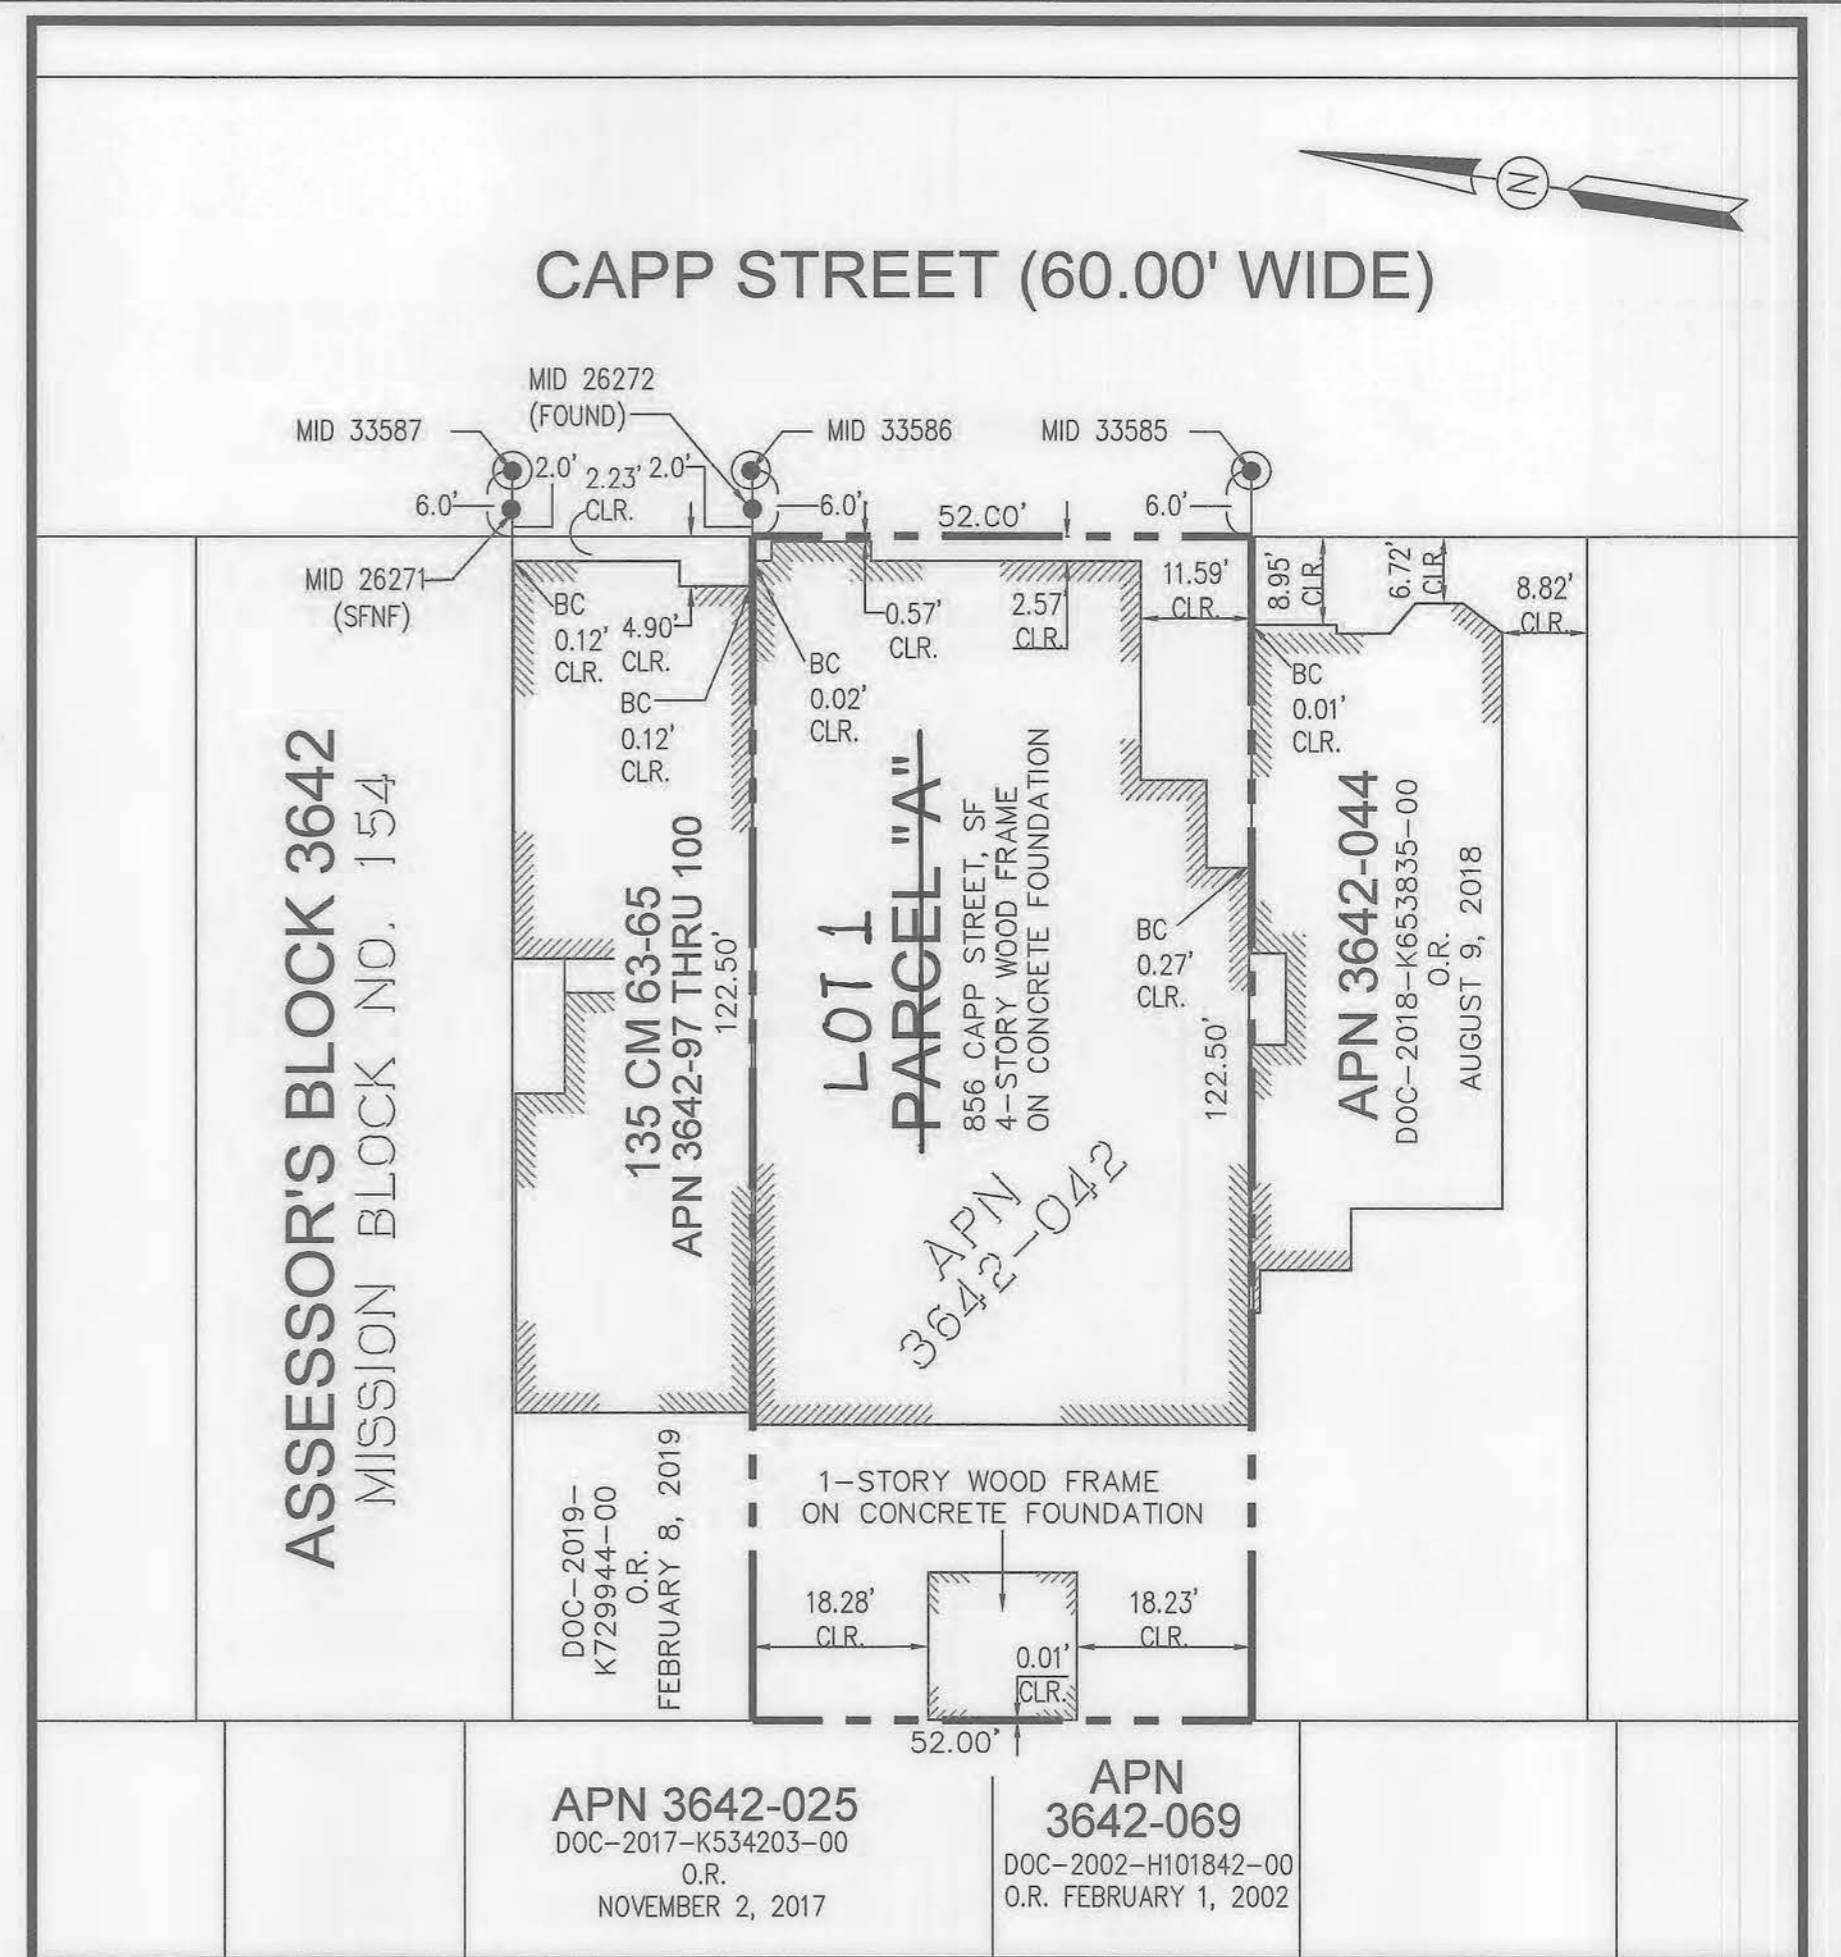 N
CAPP STREET (60.00' WIDE)
MID 26272
(FOUND)
MID 33587
MID 33586
MID 33585
2.0'
2.23'
CLR.
2.0'
6.0'
6.0'
52.00'
6.0'
MID 26271
(SFNF)
BC
0.12'
CLR.
4.90'
CLR.
BC
0.12'
CLR.
BC
0.02'
CLR.
0.57'
CLR.
2.57'
CLR.
11.59'
CLR.
8.95'
CLR.
6.72'
CLR.
8.82'
CLR.
BC
0.01'
CLR.
ASSESSOR'S BLOCK 3642
MISSION BLOCK NO. 154
135 CM 63-65
APN 3642-97 THRU 100
122.50'
LOT 1
PARCEL "A"
856 CAPP STREET, SF
4-STORY WOOD FRAME
ON CONCRETE FOUNDATION
APN
3642-042
BC
0.27'
CLR.
122.50'
APN 3642-044
DOC-2018-K653835-00
O.R.
AUGUST 9, 2018
DOC-2019-
K729944-00
O.R.
FEBRUARY 8, 2019
1-STORY WOOD FRAME
ON CONCRETE FOUNDATION
18.28'
CLR.
18.23'
CLR.
0.01'
CLR.
52.00'
APN 3642-025
DOC-2017-K534203-00
O.R.
NOVEMBER 2, 2017
APN
3642-069
DOC-2002-H101842-00
O.R. FEBRUARY 1, 2002